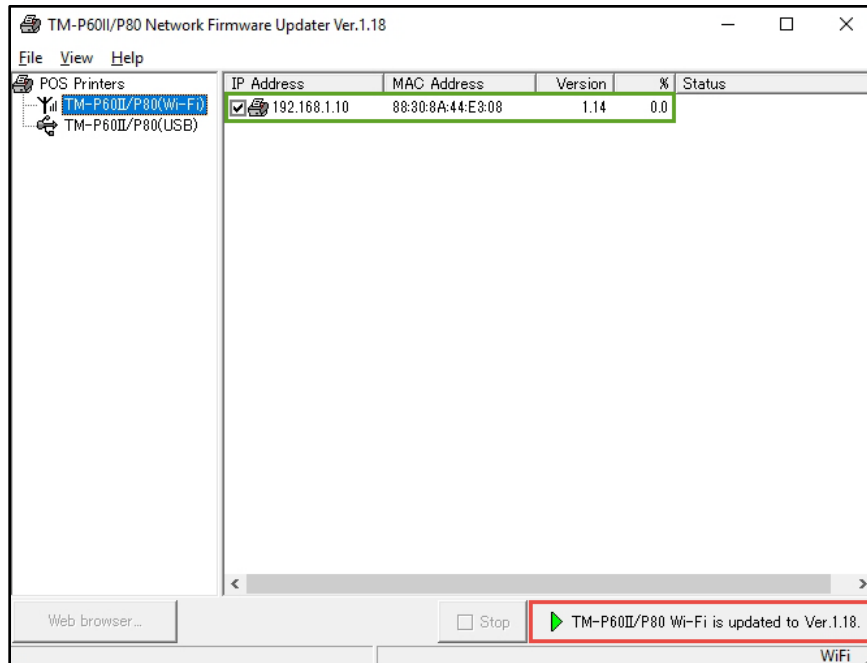 TM-P60II/P80 Network Firmware Updater Ver.1.18
File View Help
POS Printers
TM-P60Ⅱ/P80(Wi-Fi)
TM-P60Ⅱ/P80(USB)
IP Address MAC Address Version % Status
192.168.1.10 88:30:8A:44:E3:08 1.14 0.0
Web browser... Stop TM-P60Ⅱ/P80 Wi-Fi is updated to Ver.1.18.
WiFi